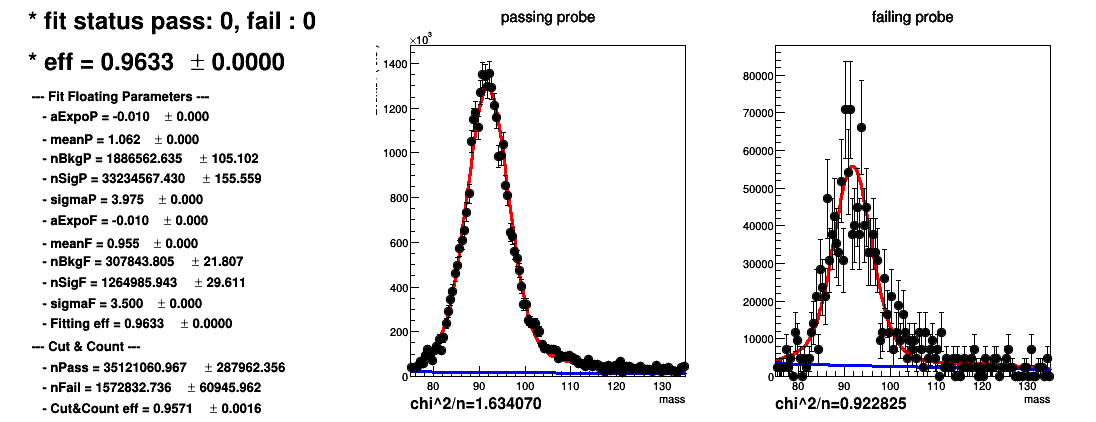 * fit status pass: 0, fail : 0
* eff = 0.9633 ± 0.0000
--- Fit Floating Parameters ---
- aExpoP = -0.010 ± 0.000
- meanP = 1.062 ± 0.000
- nBkgP = 1886562.635 ± 105.102
- nSigP = 33234567.430 ± 155.559
- sigmaP = 3.975 ± 0.000
- aExpoF = -0.010 ± 0.000
- meanF = 0.955 ± 0.000
- nBkgF = 307843.805 ± 21.807
- nSigF = 1264985.943 ± 29.611
- sigmaF = 3.500 ± 0.000
- Fitting eff = 0.9633 ± 0.0000
--- Cut & Count ---
- nPass = 35121060.967 ± 287962.356
- nFail = 1572832.736 ± 60945.962
- Cut&Count eff = 0.9571 ± 0.0016
passing probe
×10³
1400
1200
1000
800
600
400
200
0
80 90 100 110 120 130
mass
chi^2/n=1.634070
failing probe
80000
70000
60000
50000
40000
30000
20000
10000
0
80 90 100 110 120 130
mass
chi^2/n=0.922825